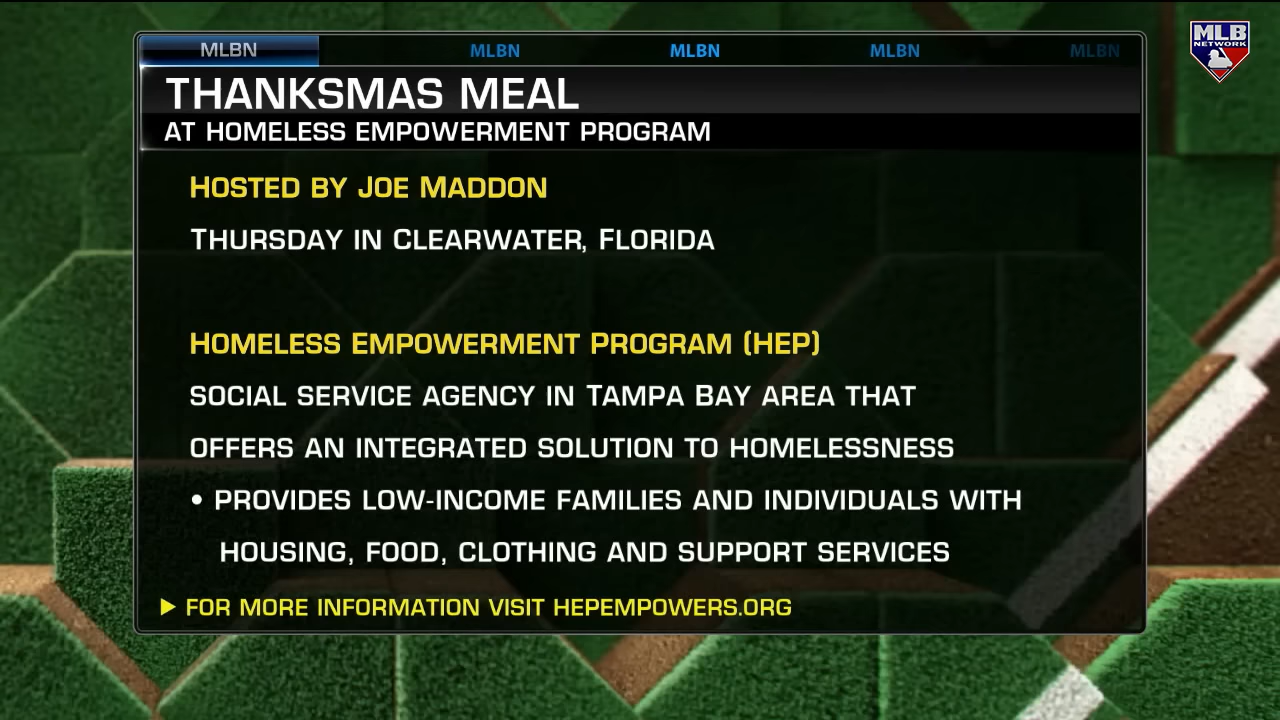 MLBN MLBN MLBN MLBN MLBN
MLB
NETWORK
THANKSMAS MEAL
AT HOMELESS EMPOWERMENT PROGRAM
HOSTED BY JOE MADDON
THURSDAY IN CLEARWATER, FLORIDA
HOMELESS EMPOWERMENT PROGRAM (HEP)
SOCIAL SERVICE AGENCY IN TAMPA BAY AREA THAT
OFFERS AN INTEGRATED SOLUTION TO HOMELESSNESS
• PROVIDES LOW-INCOME FAMILIES AND INDIVIDUALS WITH
HOUSING, FOOD, CLOTHING AND SUPPORT SERVICES
► FOR MORE INFORMATION VISIT HEPEMPOWERS.ORG